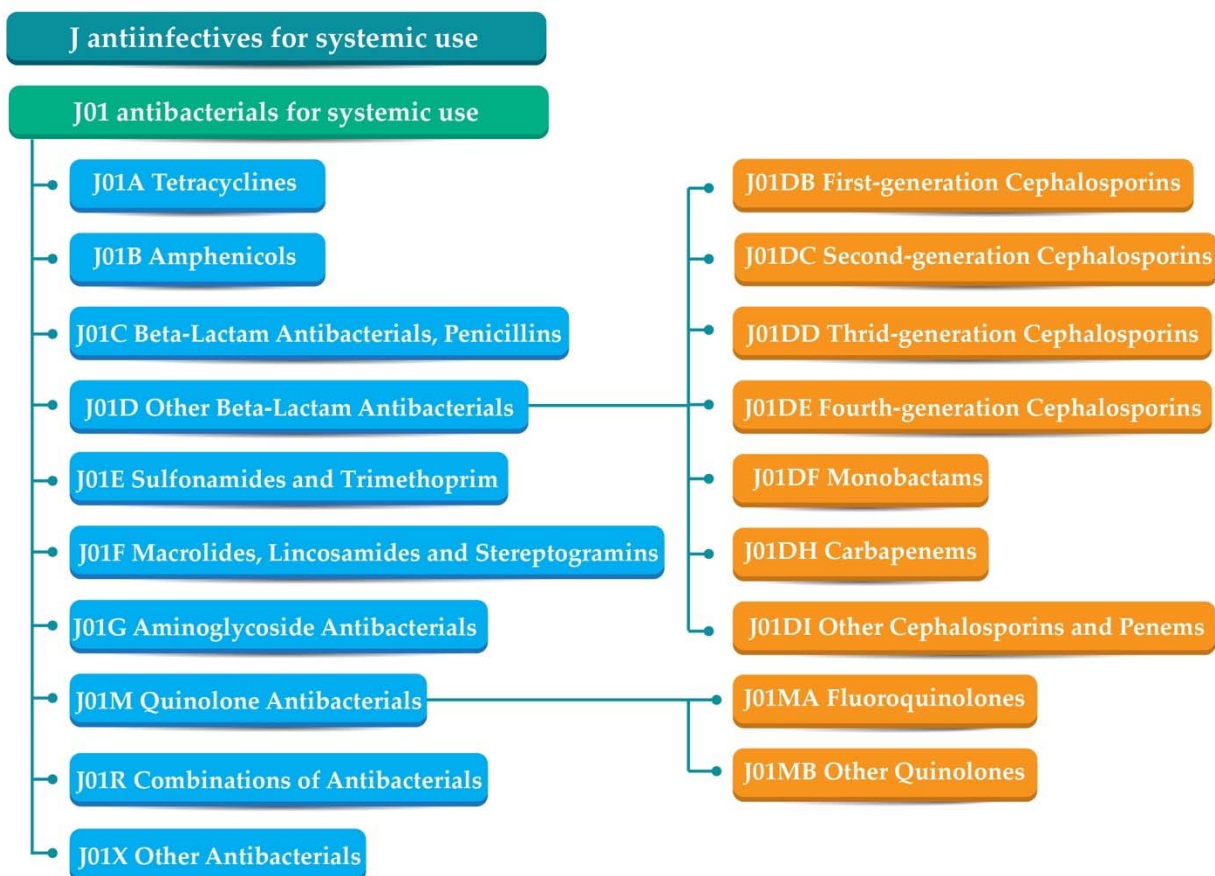 J antiinfectives for systemic use
J01 antibacterials for systemic use
J01A Tetracyclines
J01B Amphenicols
J01C Beta-Lactam Antibacterials, Penicillins
J01D Other Beta-Lactam Antibacterials
J01E Sulfonamides and Trimethoprim
J01F Macrolides, Lincosamides and Stereptogramins
J01G Aminoglycoside Antibacterials
J01M Quinolone Antibacterials
J01R Combinations of Antibacterials
J01X Other Antibacterials
J01DB First-generation Cephalosporins
J01DC Second-generation Cephalosporins
J01DD Thrid-generation Cephalosporins
J01DE Fourth-generation Cephalosporins
J01DF Monobactams
J01DH Carbapenems
J01DI Other Cephalosporins and Penems
J01MA Fluoroquinolones
J01MB Other Quinolones